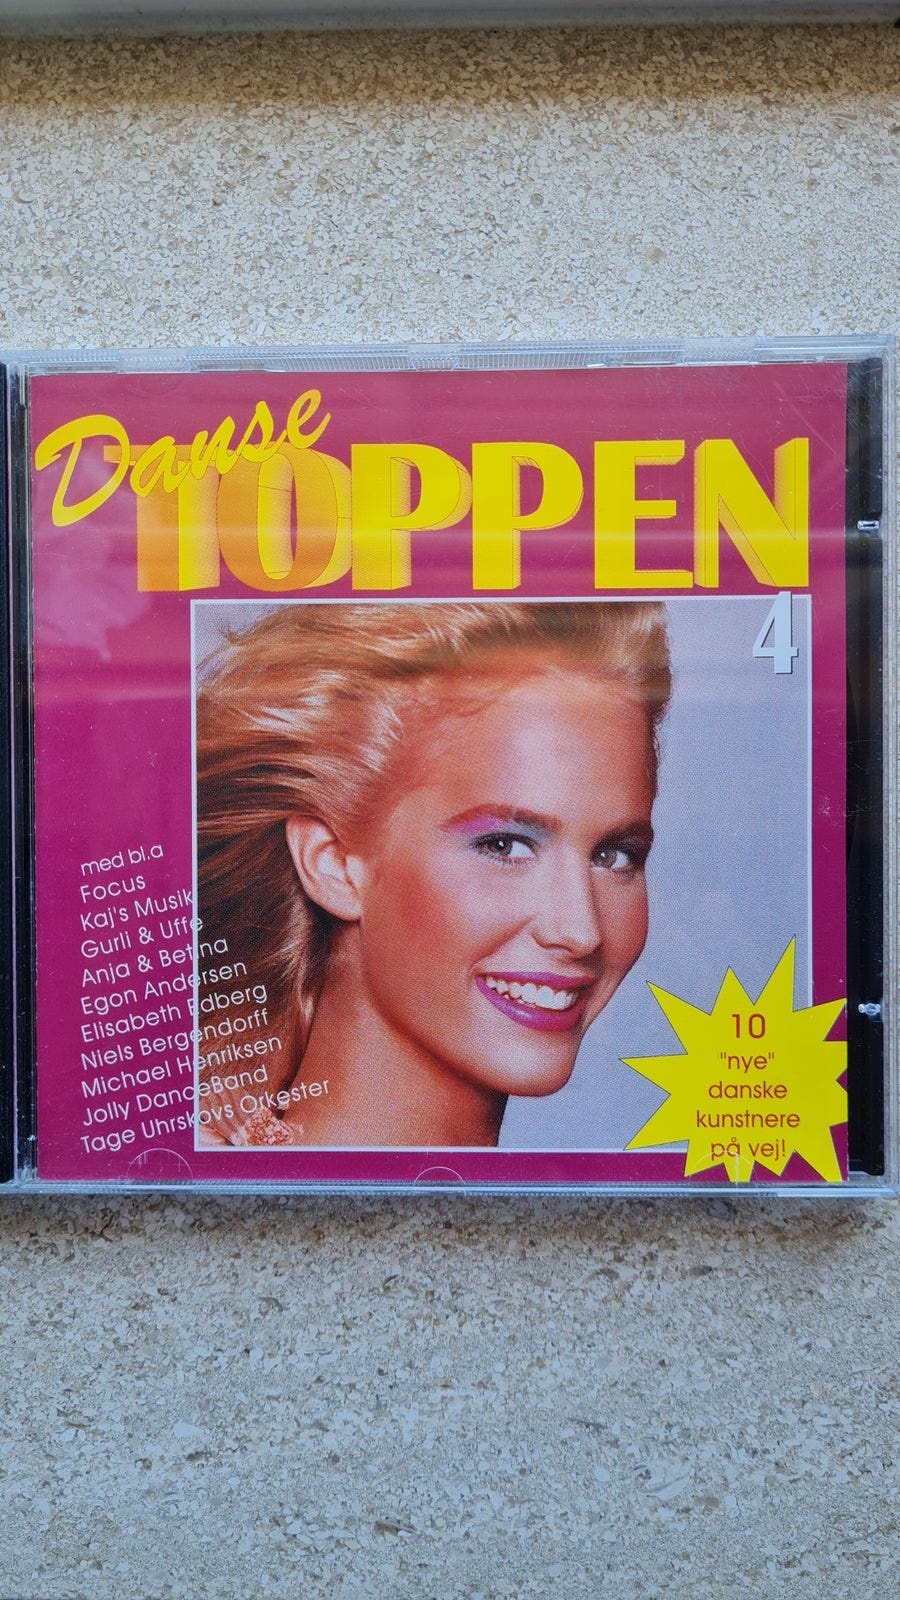 Danse
TOPPEN
4
med bl.a
Focus
Kaj's Musik
Gurli & Uffe
Anja & Betina
Egon Andersen
Elisabeth Edberg
Niels Bergendorff
Michael Henriksen
Jolly DanceBand
Tage Uhrskovs Orkester
10
"nye"
danske
kunstnere
på vej!